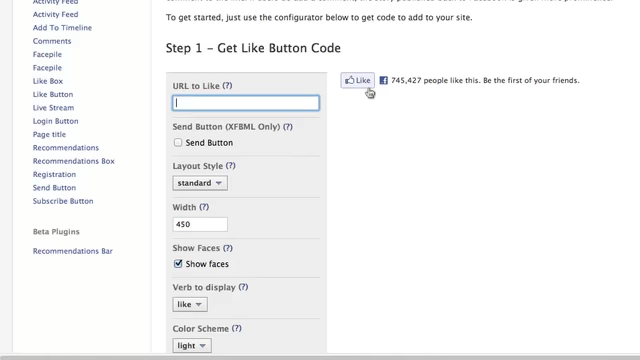 Activity Feed
Activity Feed
Add To Timeline
Comments
Facepile
Facepile
Like Box
Like Button
Live Stream
Login Button
Page title
Recommendations
Recommendations Box
Registration
Send Button
Subscribe Button
Beta Plugins
Recommendations Bar
To get started, just use the configurator below to get code to add to your site.
Step 1 - Get Like Button Code
URL to Like (?)
Send Button (XFBML Only) (?)
Send Button
Layout Style (?)
standard
Width (?)
450
Show Faces (?)
Show faces
Verb to display (?)
like
Color Scheme (?)
light
Like
745,427 people like this. Be the first of your friends.